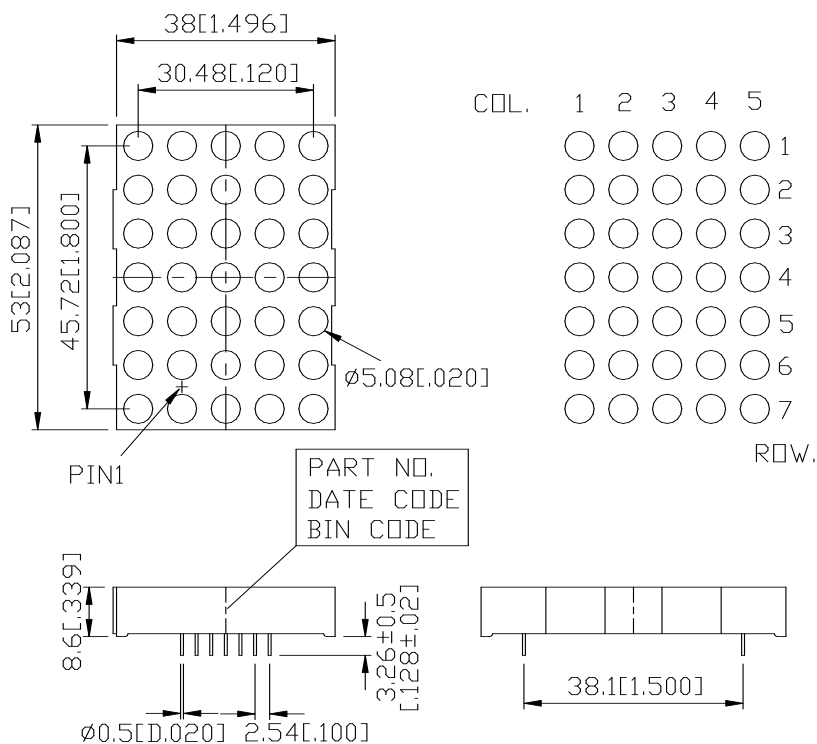 38[1.496]
30.48[.120]
COL. 1 2 3 4 5
1
2
3
4
5
6
7
ROW.
53[2.087]
45.72[1.800]
Ø5.08[.020]
PIN1
PART NO.
DATE CODE
BIN CODE
8.6[.339]
3.26±0.5
[.128±.02]
38.1[1.500]
Ø0.5[D.020]
2.54[.100]